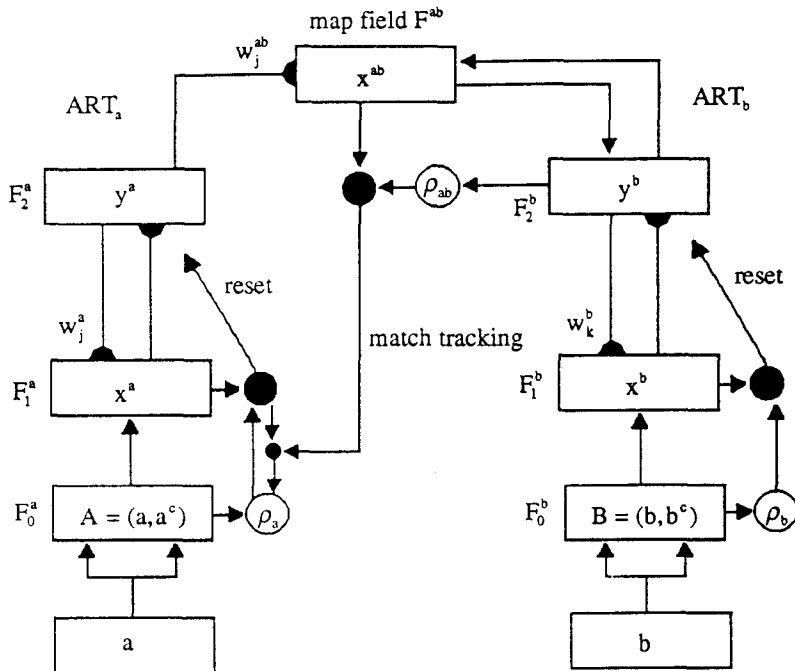 map field F^ab
w_j^ab
x^ab
ART_a
ART_b
F_2^a
y^a
ρ_ab
F_2^b
y^b
reset
reset
w_j^a
match tracking
w_k^b
F_1^a
x^a
F_1^b
x^b
F_0^a
A = (a, a^c)
ρ_a
F_0^b
B = (b, b^c)
ρ_b
a
b